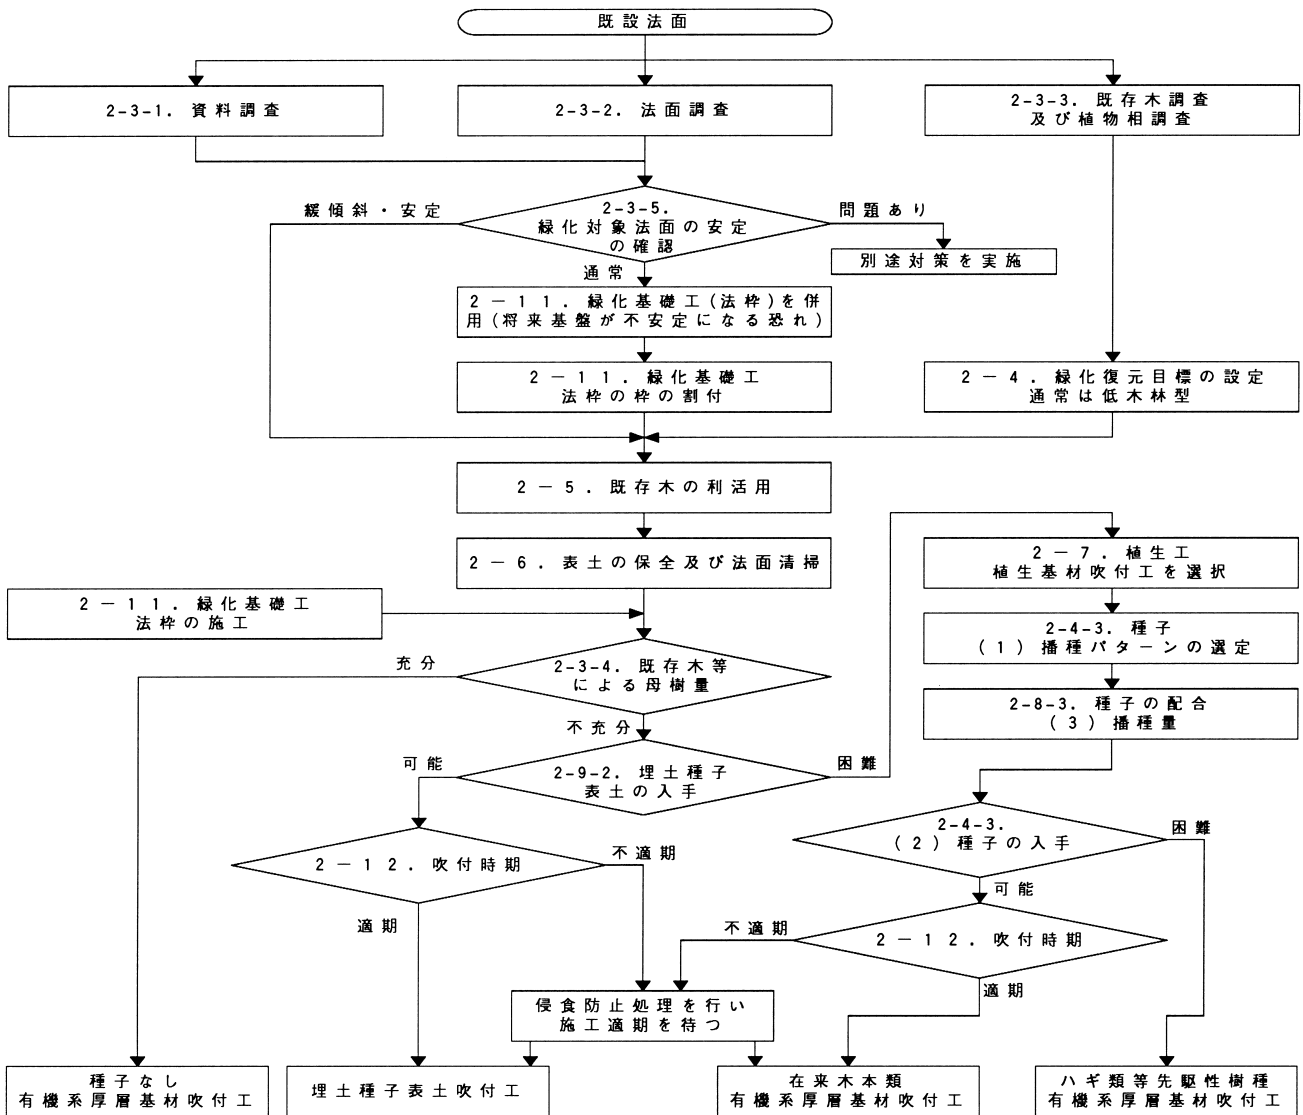 既設法面
2-3-1. 資料調査
2-3-2. 法面調査
2-3-3. 既存木調査
及び植物相調査
緩傾斜・安定
2-3-5.
緑化対象法面の安定
の確認
問題あり
別途対策を実施
通常
2-11. 緑化基礎工(法枠)を併
用(将来基盤が不安定になる恐れ)
2-11. 緑化基礎工
法枠の枠の割付
2-4. 緑化復元目標の設定
通常は低木林型
2-5. 既存木の利活用
2-6. 表土の保全及び法面清掃
2-7. 植生工
植生基材吹付工を選択
2-11. 緑化基礎工
法枠の施工
2-4-3. 種子
(1)播種パターンの選定
充分
2-3-4. 既存木等
による母樹量
2-8-3. 種子の配合
(3)播種量
不充分
可能
2-9-2. 埋土種子
表土の入手
困難
2-4-3.
(2)種子の入手
困難
2-12. 吹付時期
不適期
可能
適期
不適期
2-12. 吹付時期
適期
侵食防止処理を行い
施工適期を待つ
種子なし
有機系厚層基材吹付工
埋土種子表土吹付工
在来木本類
有機系厚層基材吹付工
ハギ類等先駆性樹種
有機系厚層基材吹付工